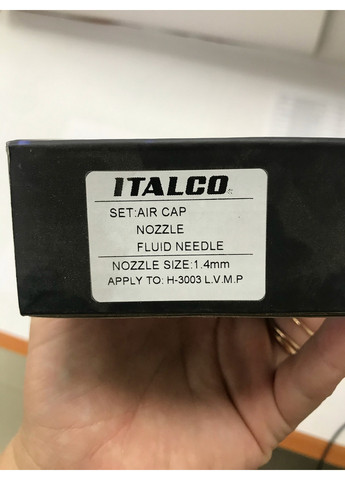 ITALCO
SET:AIR CAP
NOZZLE
FLUID NEEDLE
NOZZLE SIZE:1.4mm
APPLY TO: H-3003 L.V.M.P